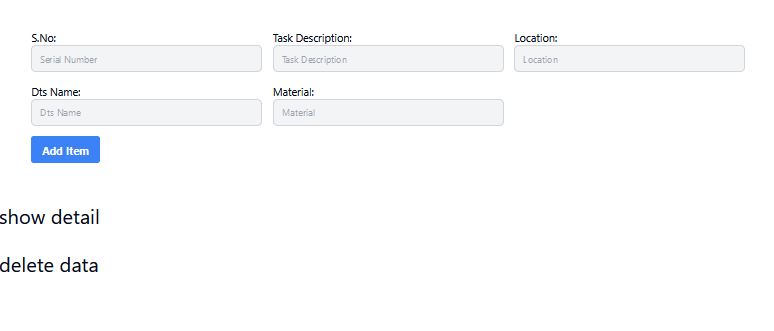 S.No: Task Description: Location:
Serial Number Task Description Location
Dts Name: Material:
Dts Name Material
Add Item
show detail
delete data